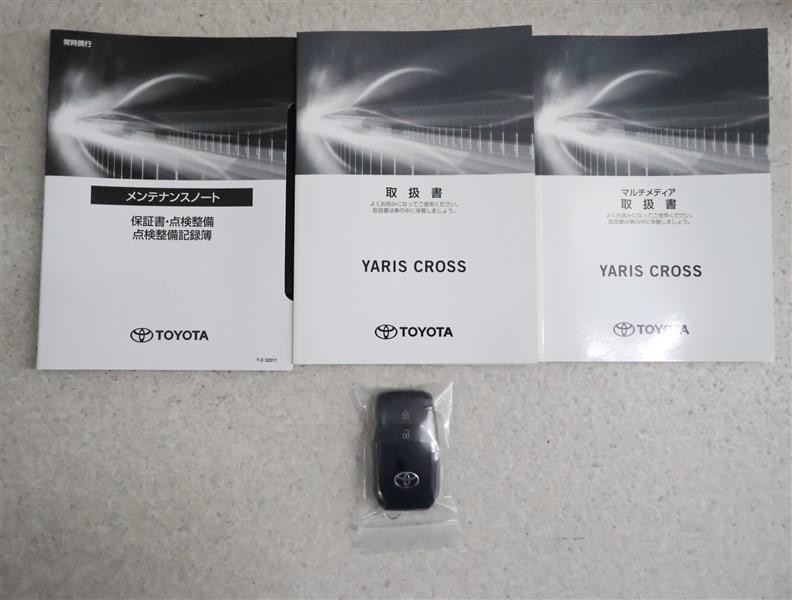 常時携行
メンテナンスノート
保証書・点検整備
点検整備記録簿
TOYOTA
T-8 32011
取扱書
よくお読みになってご使用ください。
取扱書は車の中に保管しましょう。
YARIS CROSS
TOYOTA
マルチメディア
取扱書
よくお読みになってご使用ください。
取扱書は車の中に保管しましょう。
YARIS CROSS
TOYOTA